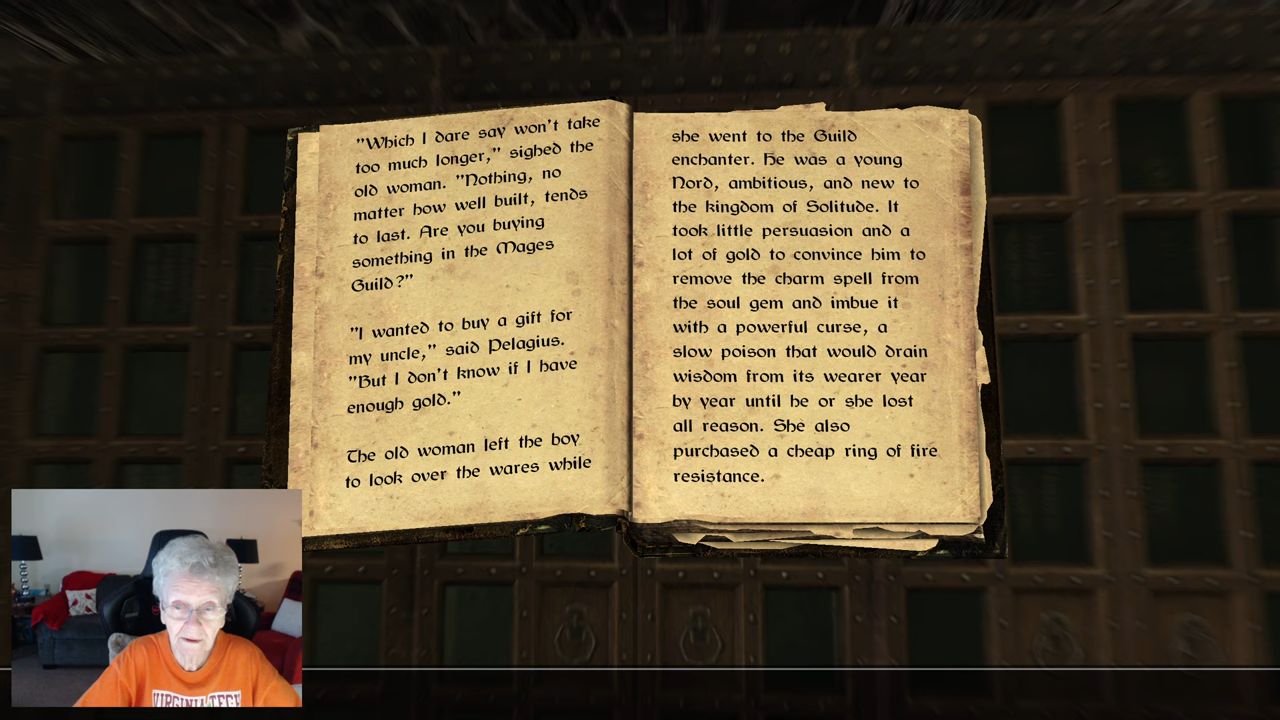 "Which I dare say won't take
too much longer," sighed the
old woman. "Nothing, no
matter how well built, tends
to last. Are you buying
something in the Mages
Guild?"
"I wanted to buy a gift for
my uncle," said Pelagius.
"But I don't know if I have
enough gold."
The old woman left the boy
to look over the wares while
she went to the Guild
enchanter. He was a young
Nord, ambitious, and new to
the kingdom of Solitude. It
took little persuasion and a
lot of gold to convince him to
remove the charm spell from
the soul gem and imbue it
with a powerful curse, a
slow poison that would drain
wisdom from its wearer year
by year until he or she lost
all reason. She also
purchased a cheap ring of fire
resistance.
VIRGINIA TECH